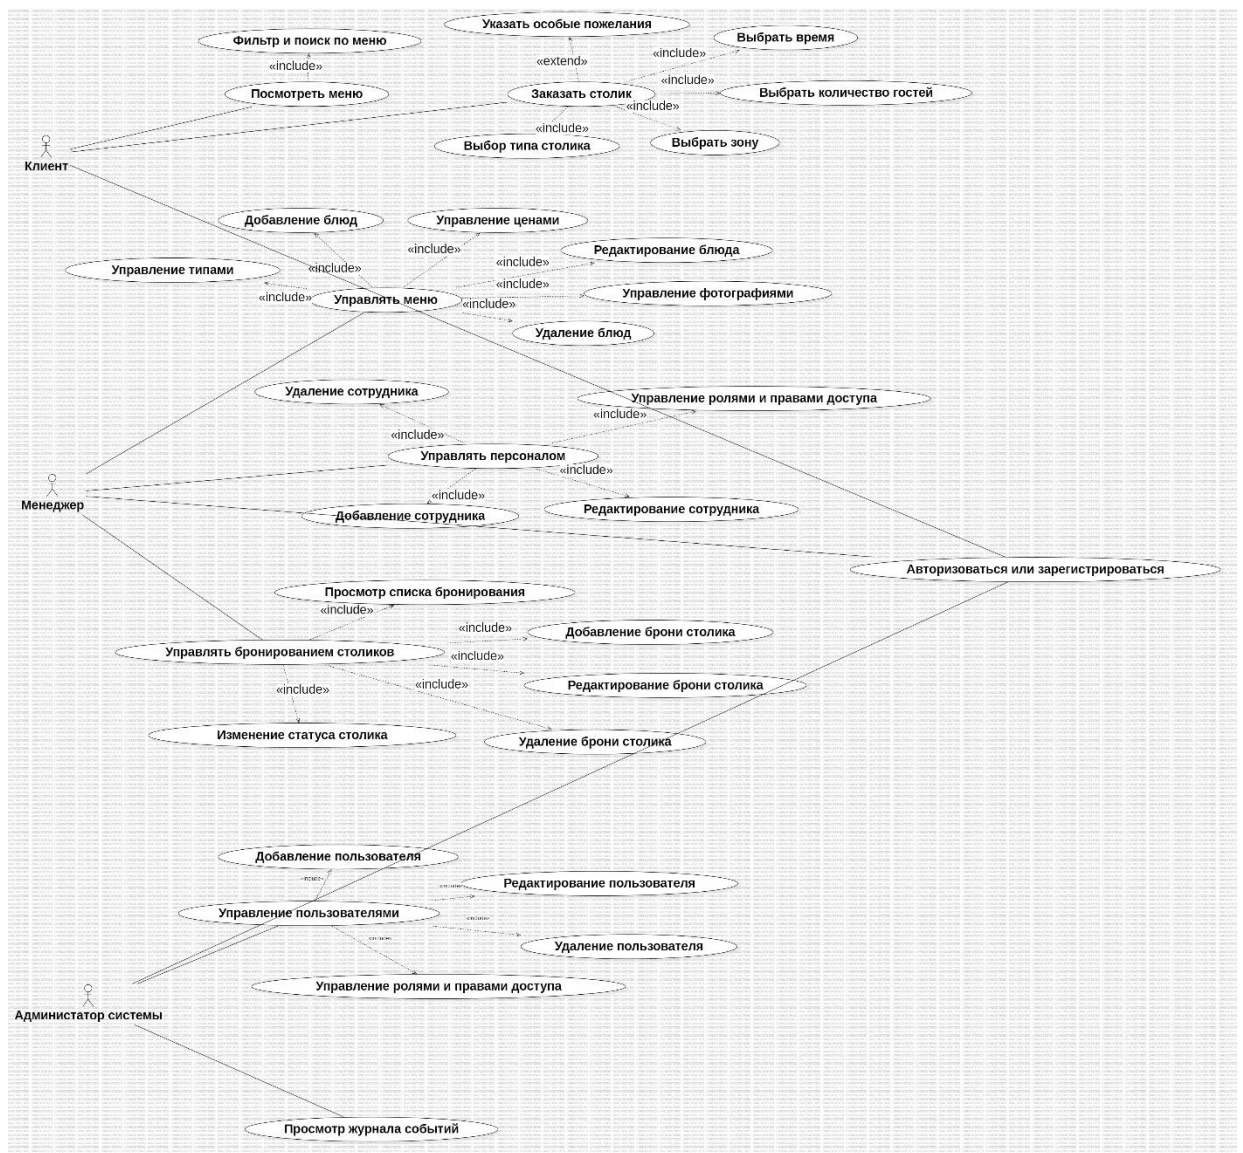 Указать особые пожелания
Выбрать время
Фильтр и поиск по меню
«include»
«extend»
«include»
«include»
Посмотреть меню
Заказать столик
Выбрать количество гостей
«include»
«include»
Выбор типа столика
Выбрать зону
Клиент
Добавление блюд
Управление ценами
«include»
Редактирование блюда
Управление типами
«include»
«include»
«include»
«include»
Управлять меню
«include»
Управление фотографиями
Удаление блюд
Удаление сотрудника
Управление ролями и правами доступа
«include»
«include»
Управлять персоналом
«include»
«include»
Менеджер
Добавление сотрудника
Редактирование сотрудника
Авторизоваться или зарегистрироваться
Просмотр списка бронирования
«include»
«include»
Добавление брони столика
Управлять бронированием столиков
«include»
«include»
«include»
Редактирование брони столика
Изменение статуса столика
Удаление брони столика
Добавление пользователя
Редактирование пользователя
Управление пользователями
«include»
Удаление пользователя
Управление ролями и правами доступа
Администатор системы
Просмотр журнала событий